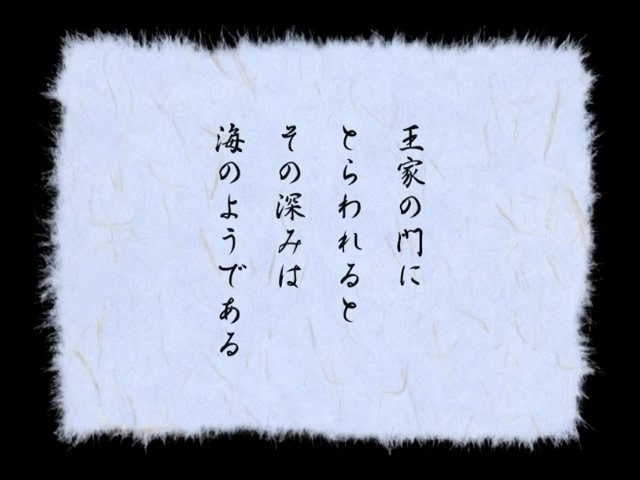 王家の門に
とらわれると
その深みは
海のようである